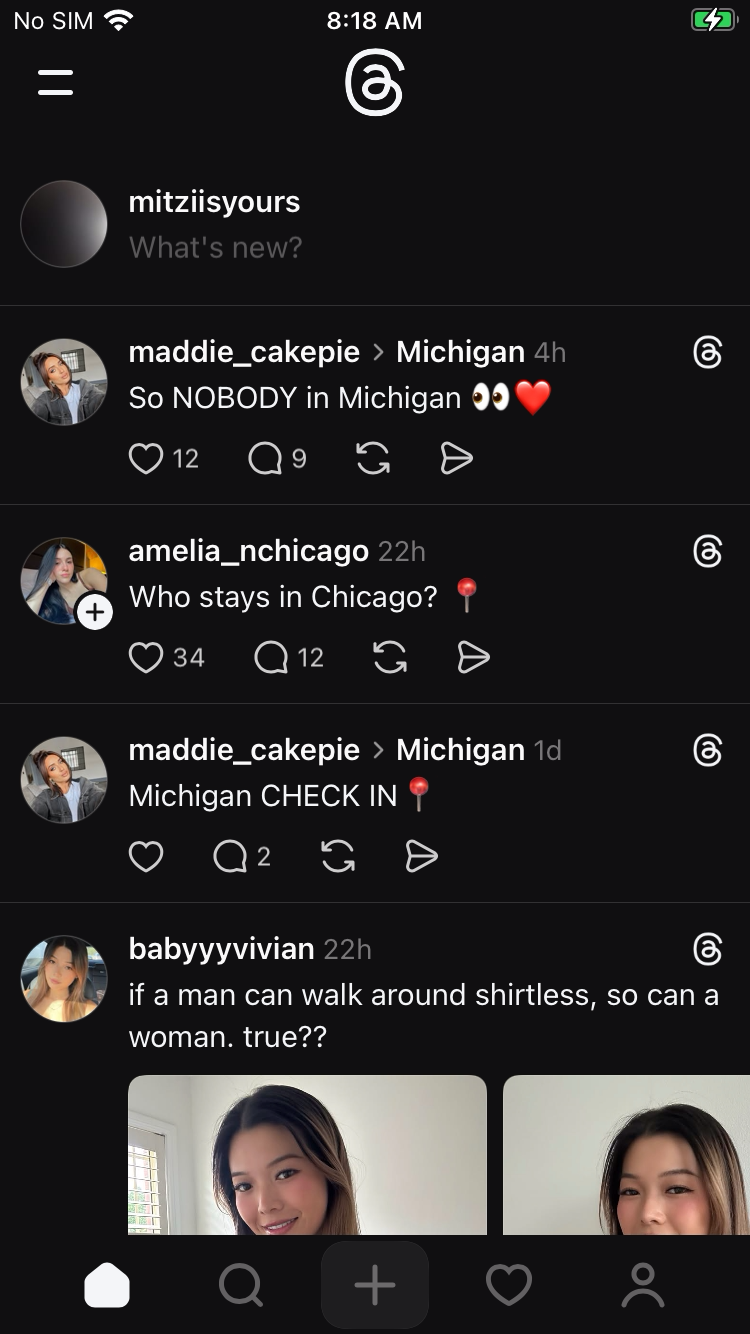 No SIM 8:18 AM
mitziisyours
What's new?
maddie_cakepie > Michigan 4h
So NOBODY in Michigan 👀❤️
12 9
amelia_nchicago 22h
Who stays in Chicago? 📍
34 12
maddie_cakepie > Michigan 1d
Michigan CHECK IN 📍
2
babyyyvivian 22h
if a man can walk around shirtless, so can a
woman. true??